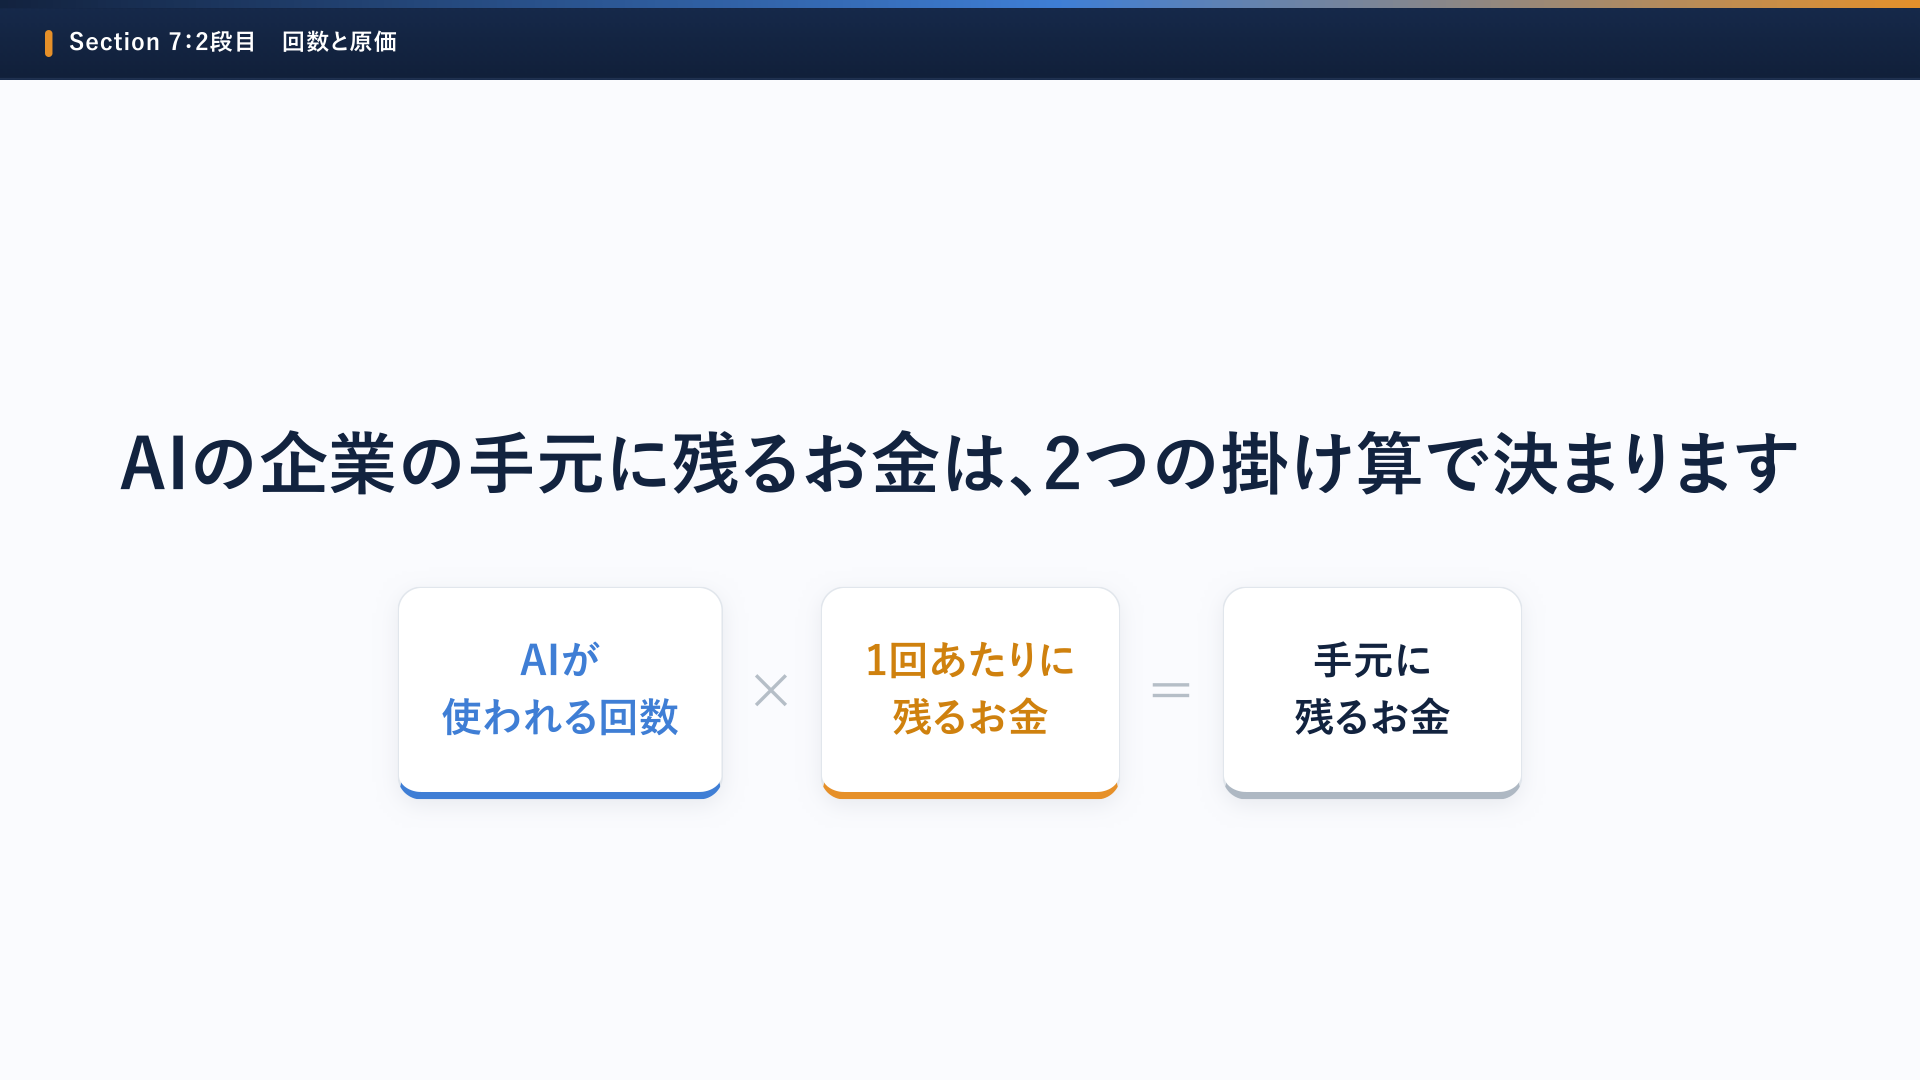 Section 7：2段目　回数と原価
AIの企業の手元に残るお金は、2つの掛け算で決まります
AIが
使われる回数
×
1回あたりに
残るお金
＝
手元に
残るお金